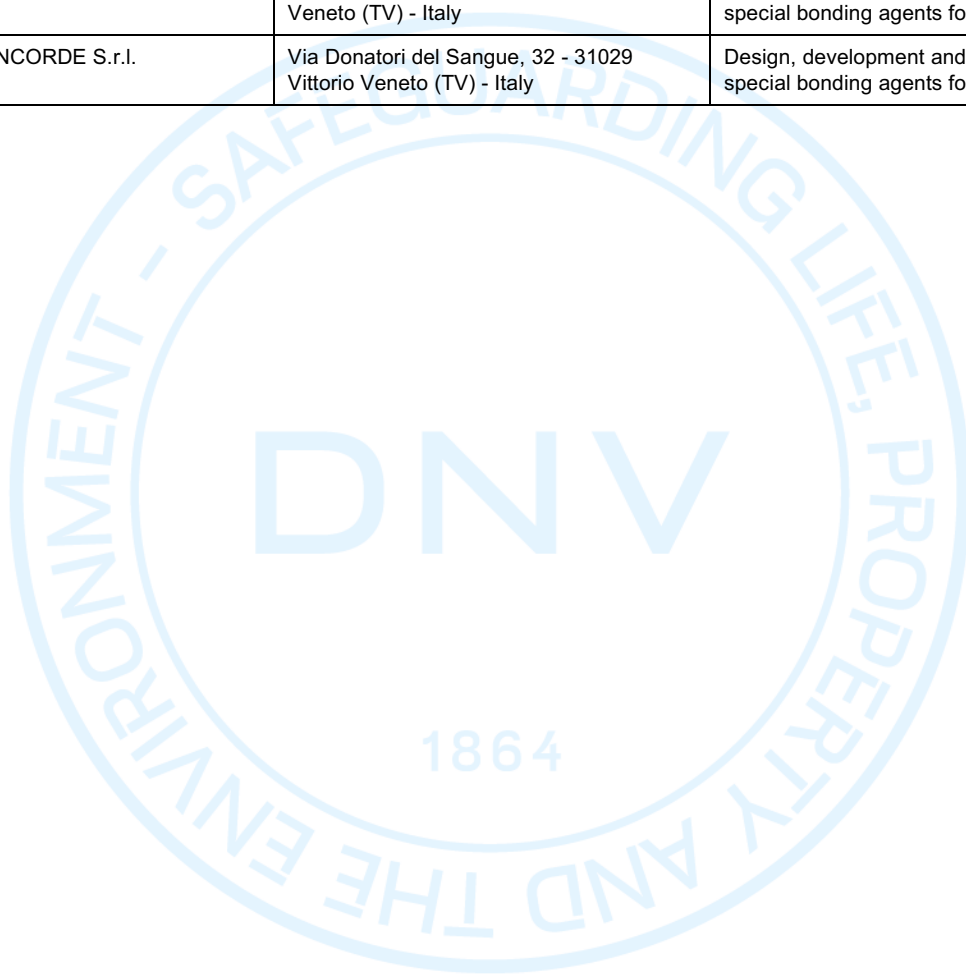 Veneto (TV) - Italy
special bonding agents fo
NCORDE S.r.l.
Via Donatori del Sangue, 32 - 31029
Vittorio Veneto (TV) - Italy
Design, development and
special bonding agents fo
SAFEGUARDING LIFE, PROPERTY AND THE ENVIRONMENT -
DNV
1864